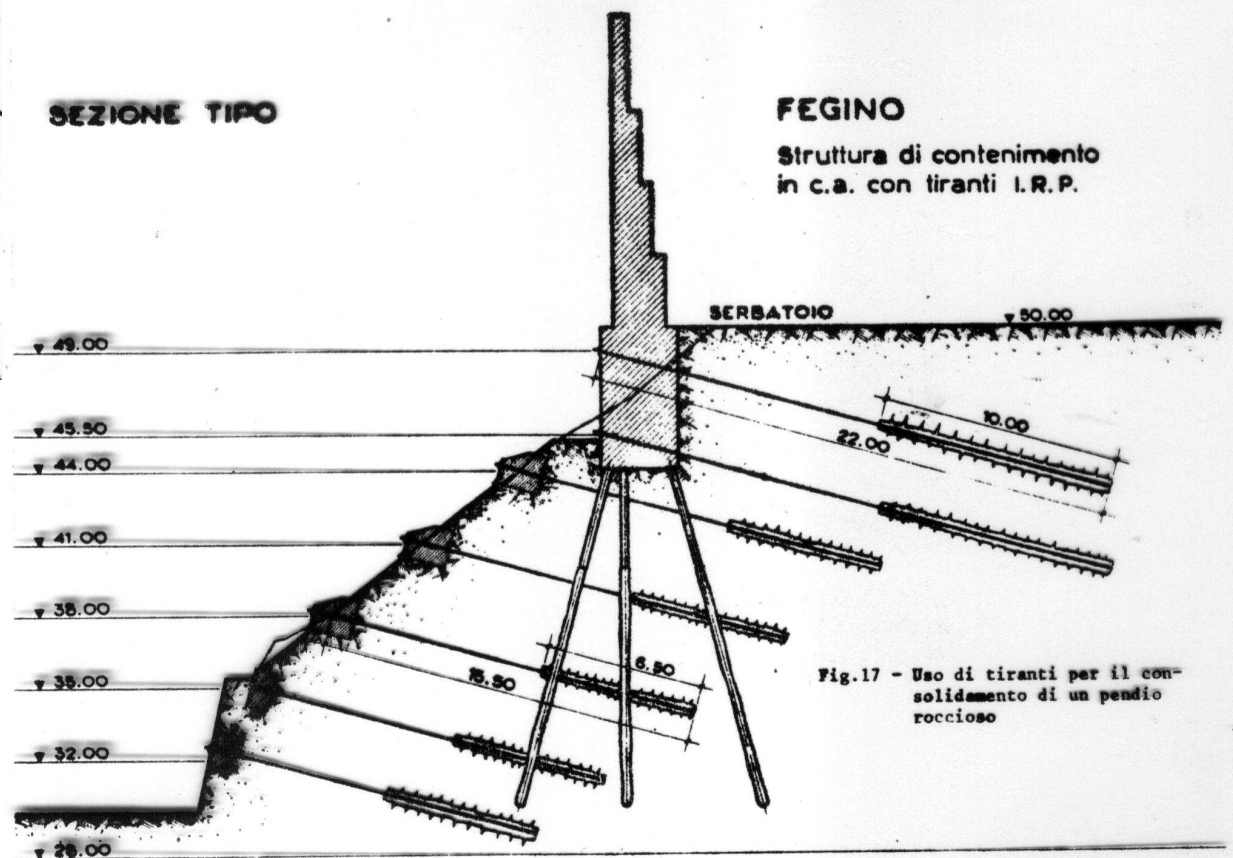 SEZIONE TIPO
FEGINO
Struttura di contenimento
in c.a. con tiranti I.R.P.
SERBATOIO
50.00
49.00
45.50
44.00
41.00
38.00
35.00
32.00
28.00
10.00
22.00
6.50
15.50
Fig.17 - Uso di tiranti per il con-
solidamento di un pendio
roccioso